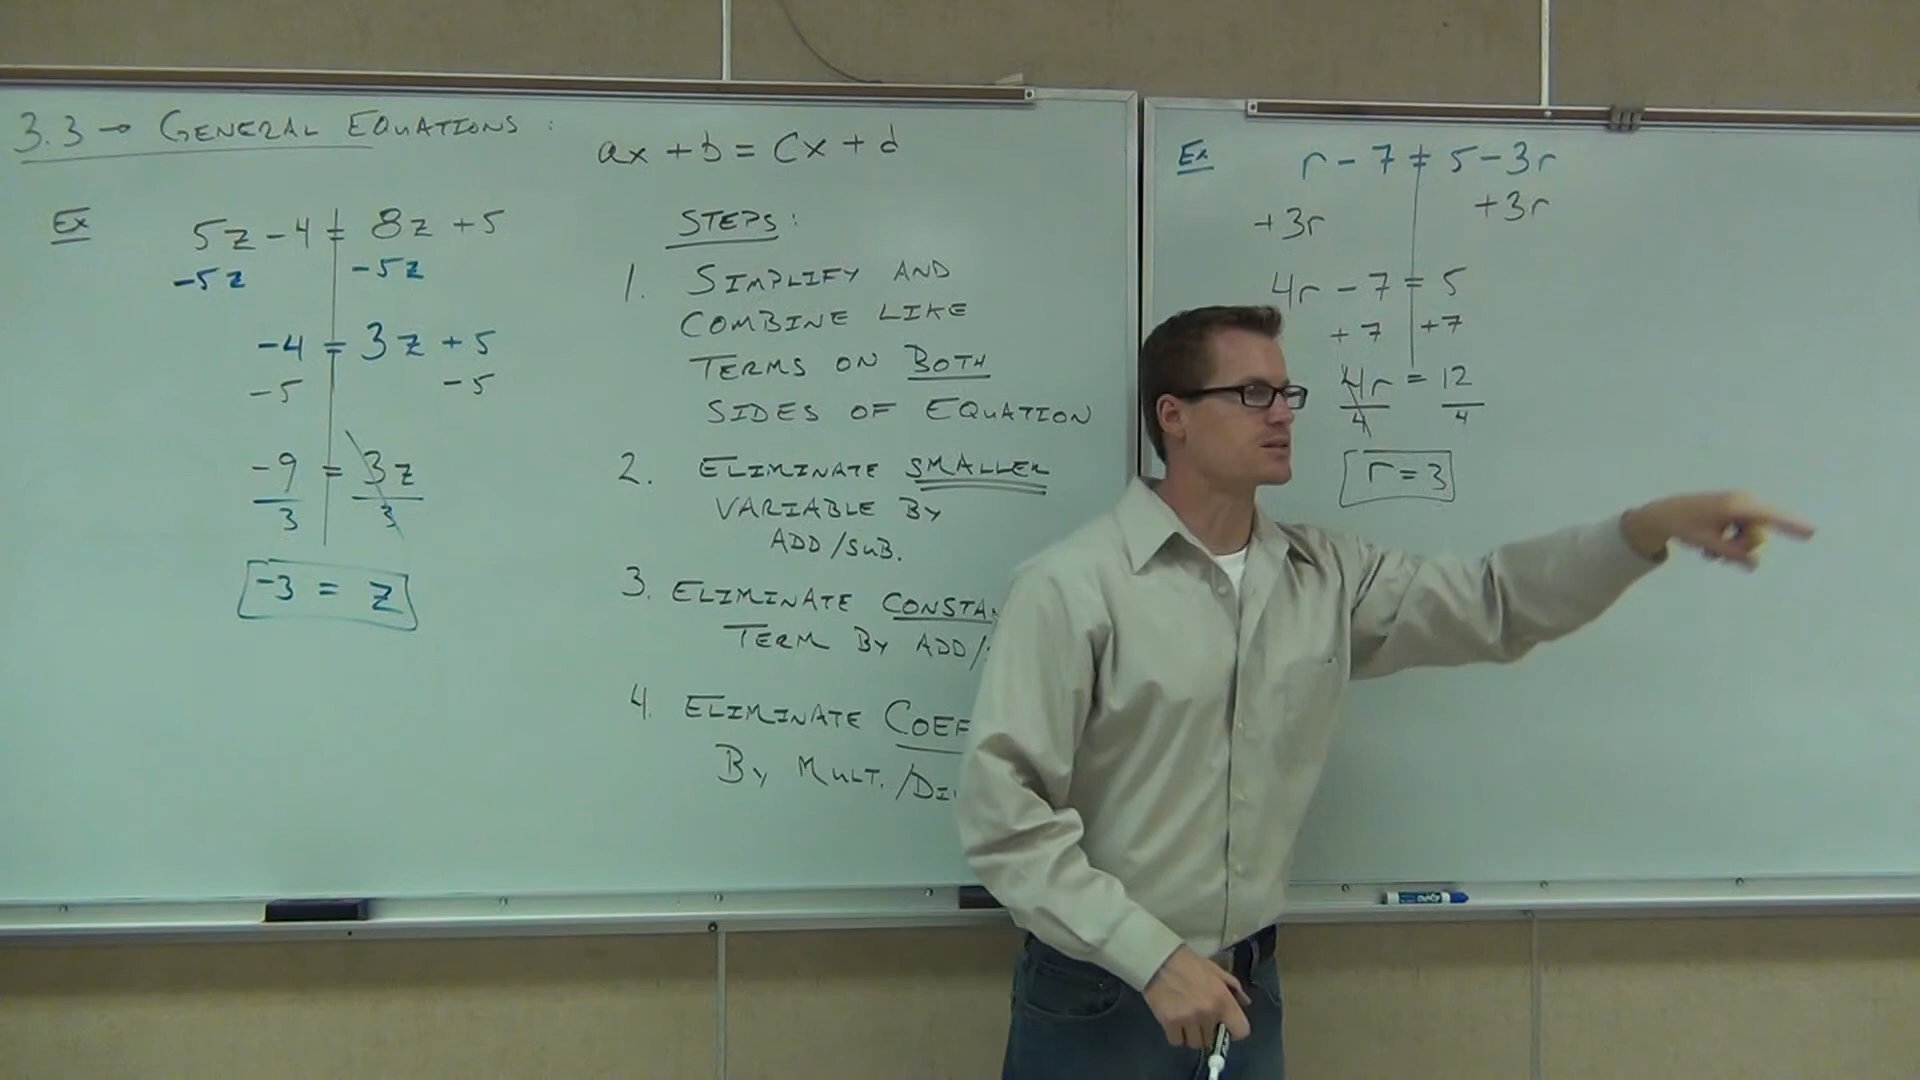 3.3 → GENERAL EQUATIONS :
ax + b = Cx + d
Ex
5z - 4 = 8z + 5
-5z -5z
-4 = 3z + 5
-5 -5
-9 = 3z
3 3
-3 = z
STEPS :
1. SIMPLIFY AND
COMBINE LIKE
TERMS ON BOTH
SIDES OF EQUATION
2. ELIMINATE SMALLER
VARIABLE BY
ADD/SUB.
3. ELIMINATE
TERM BY ADD/
4. ELIMINATE
By MULT./
Ex r - 7 = 5 - 3r
+3r +3r
4r - 7 = 5
+7 +7
4r = 12
4 4
r = 3
EXPO